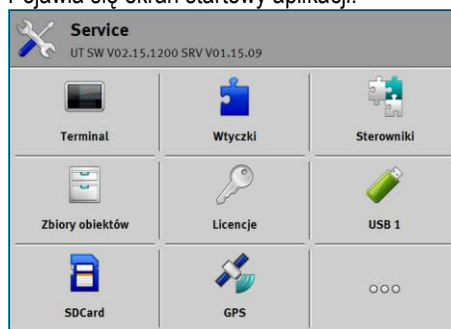 Pojawia się ekran startowy aplikacji.
Service
UT SW V02.15.1200 SRV V01.15.09
Terminal
Wtyczki
Sterowniki
Zbiory obiektów
Licencje
USB 1
SDCard
GPS